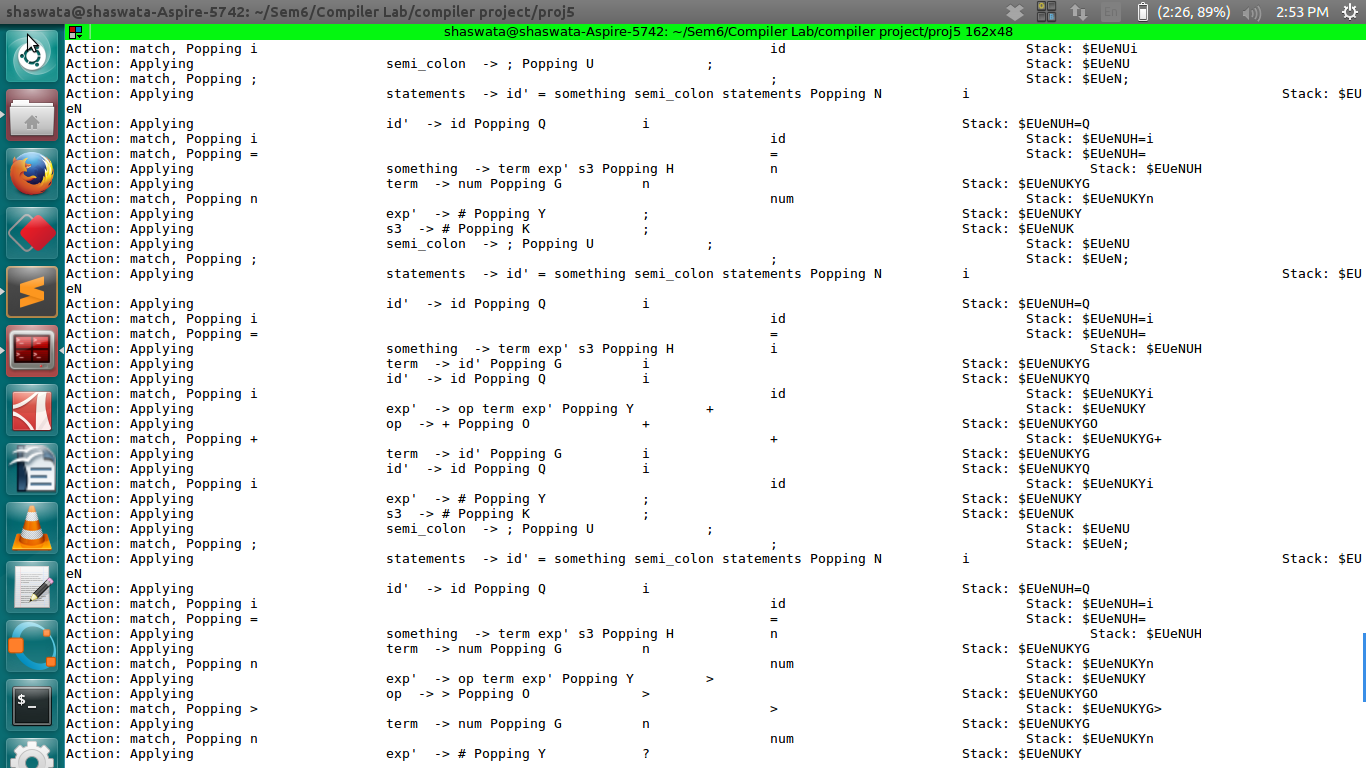 shaswata@shaswata-Aspire-5742: ~/Sem6/Compiler Lab/compiler project/proj5 En (2:26, 89%) 2:53 PM
shaswata@shaswata-Aspire-5742: ~/Sem6/Compiler Lab/compiler project/proj5 162x48
Action: match, Popping i id Stack: $EUeNUi
Action: Applying semi_colon -> ; Popping U ; Stack: $EUeNU
Action: match, Popping ; ; Stack: $EUeN;
Action: Applying statements -> id' = something semi_colon statements Popping N i Stack: $EU
eN
Action: Applying id' -> id Popping Q i Stack: $EUeNUH=Q
Action: match, Popping i id Stack: $EUeNUH=i
Action: match, Popping = = Stack: $EUeNUH=
Action: Applying something -> term exp' s3 Popping H n Stack: $EUeNUH
Action: Applying term -> num Popping G n Stack: $EUeNUKYG
Action: match, Popping n num Stack: $EUeNUKYn
Action: Applying exp' -> # Popping Y ; Stack: $EUeNUKY
Action: Applying s3 -> # Popping K ; Stack: $EUeNUK
Action: Applying semi_colon -> ; Popping U ; Stack: $EUeNU
Action: match, Popping ; ; Stack: $EUeN;
Action: Applying statements -> id' = something semi_colon statements Popping N i Stack: $EU
eN
Action: Applying id' -> id Popping Q i Stack: $EUeNUH=Q
Action: match, Popping i id Stack: $EUeNUH=i
Action: match, Popping = = Stack: $EUeNUH=
Action: Applying something -> term exp' s3 Popping H i Stack: $EUeNUH
Action: Applying term -> id' Popping G i Stack: $EUeNUKYG
Action: Applying id' -> id Popping Q i Stack: $EUeNUKYQ
Action: match, Popping i id Stack: $EUeNUKYi
Action: Applying exp' -> op term exp' Popping Y + Stack: $EUeNUKY
Action: Applying op -> + Popping O + Stack: $EUeNUKYGO
Action: match, Popping + + Stack: $EUeNUKYG+
Action: Applying term -> id' Popping G i Stack: $EUeNUKYG
Action: Applying id' -> id Popping Q i Stack: $EUeNUKYQ
Action: match, Popping i id Stack: $EUeNUKYi
Action: Applying exp' -> # Popping Y ; Stack: $EUeNUKY
Action: Applying s3 -> # Popping K ; Stack: $EUeNUK
Action: Applying semi_colon -> ; Popping U ; Stack: $EUeNU
Action: match, Popping ; ; Stack: $EUeN;
Action: Applying statements -> id' = something semi_colon statements Popping N i Stack: $EU
eN
Action: Applying id' -> id Popping Q i Stack: $EUeNUH=Q
Action: match, Popping i id Stack: $EUeNUH=i
Action: match, Popping = = Stack: $EUeNUH=
Action: Applying something -> term exp' s3 Popping H n Stack: $EUeNUH
Action: Applying term -> num Popping G n Stack: $EUeNUKYG
Action: match, Popping n num Stack: $EUeNUKYn
Action: Applying exp' -> op term exp' Popping Y > Stack: $EUeNUKY
Action: Applying op -> > Popping O > Stack: $EUeNUKYGO
Action: match, Popping > > Stack: $EUeNUKYG>
Action: Applying term -> num Popping G n Stack: $EUeNUKYG
Action: match, Popping n num Stack: $EUeNUKYn
Action: Applying exp' -> # Popping Y ? Stack: $EUeNUKY